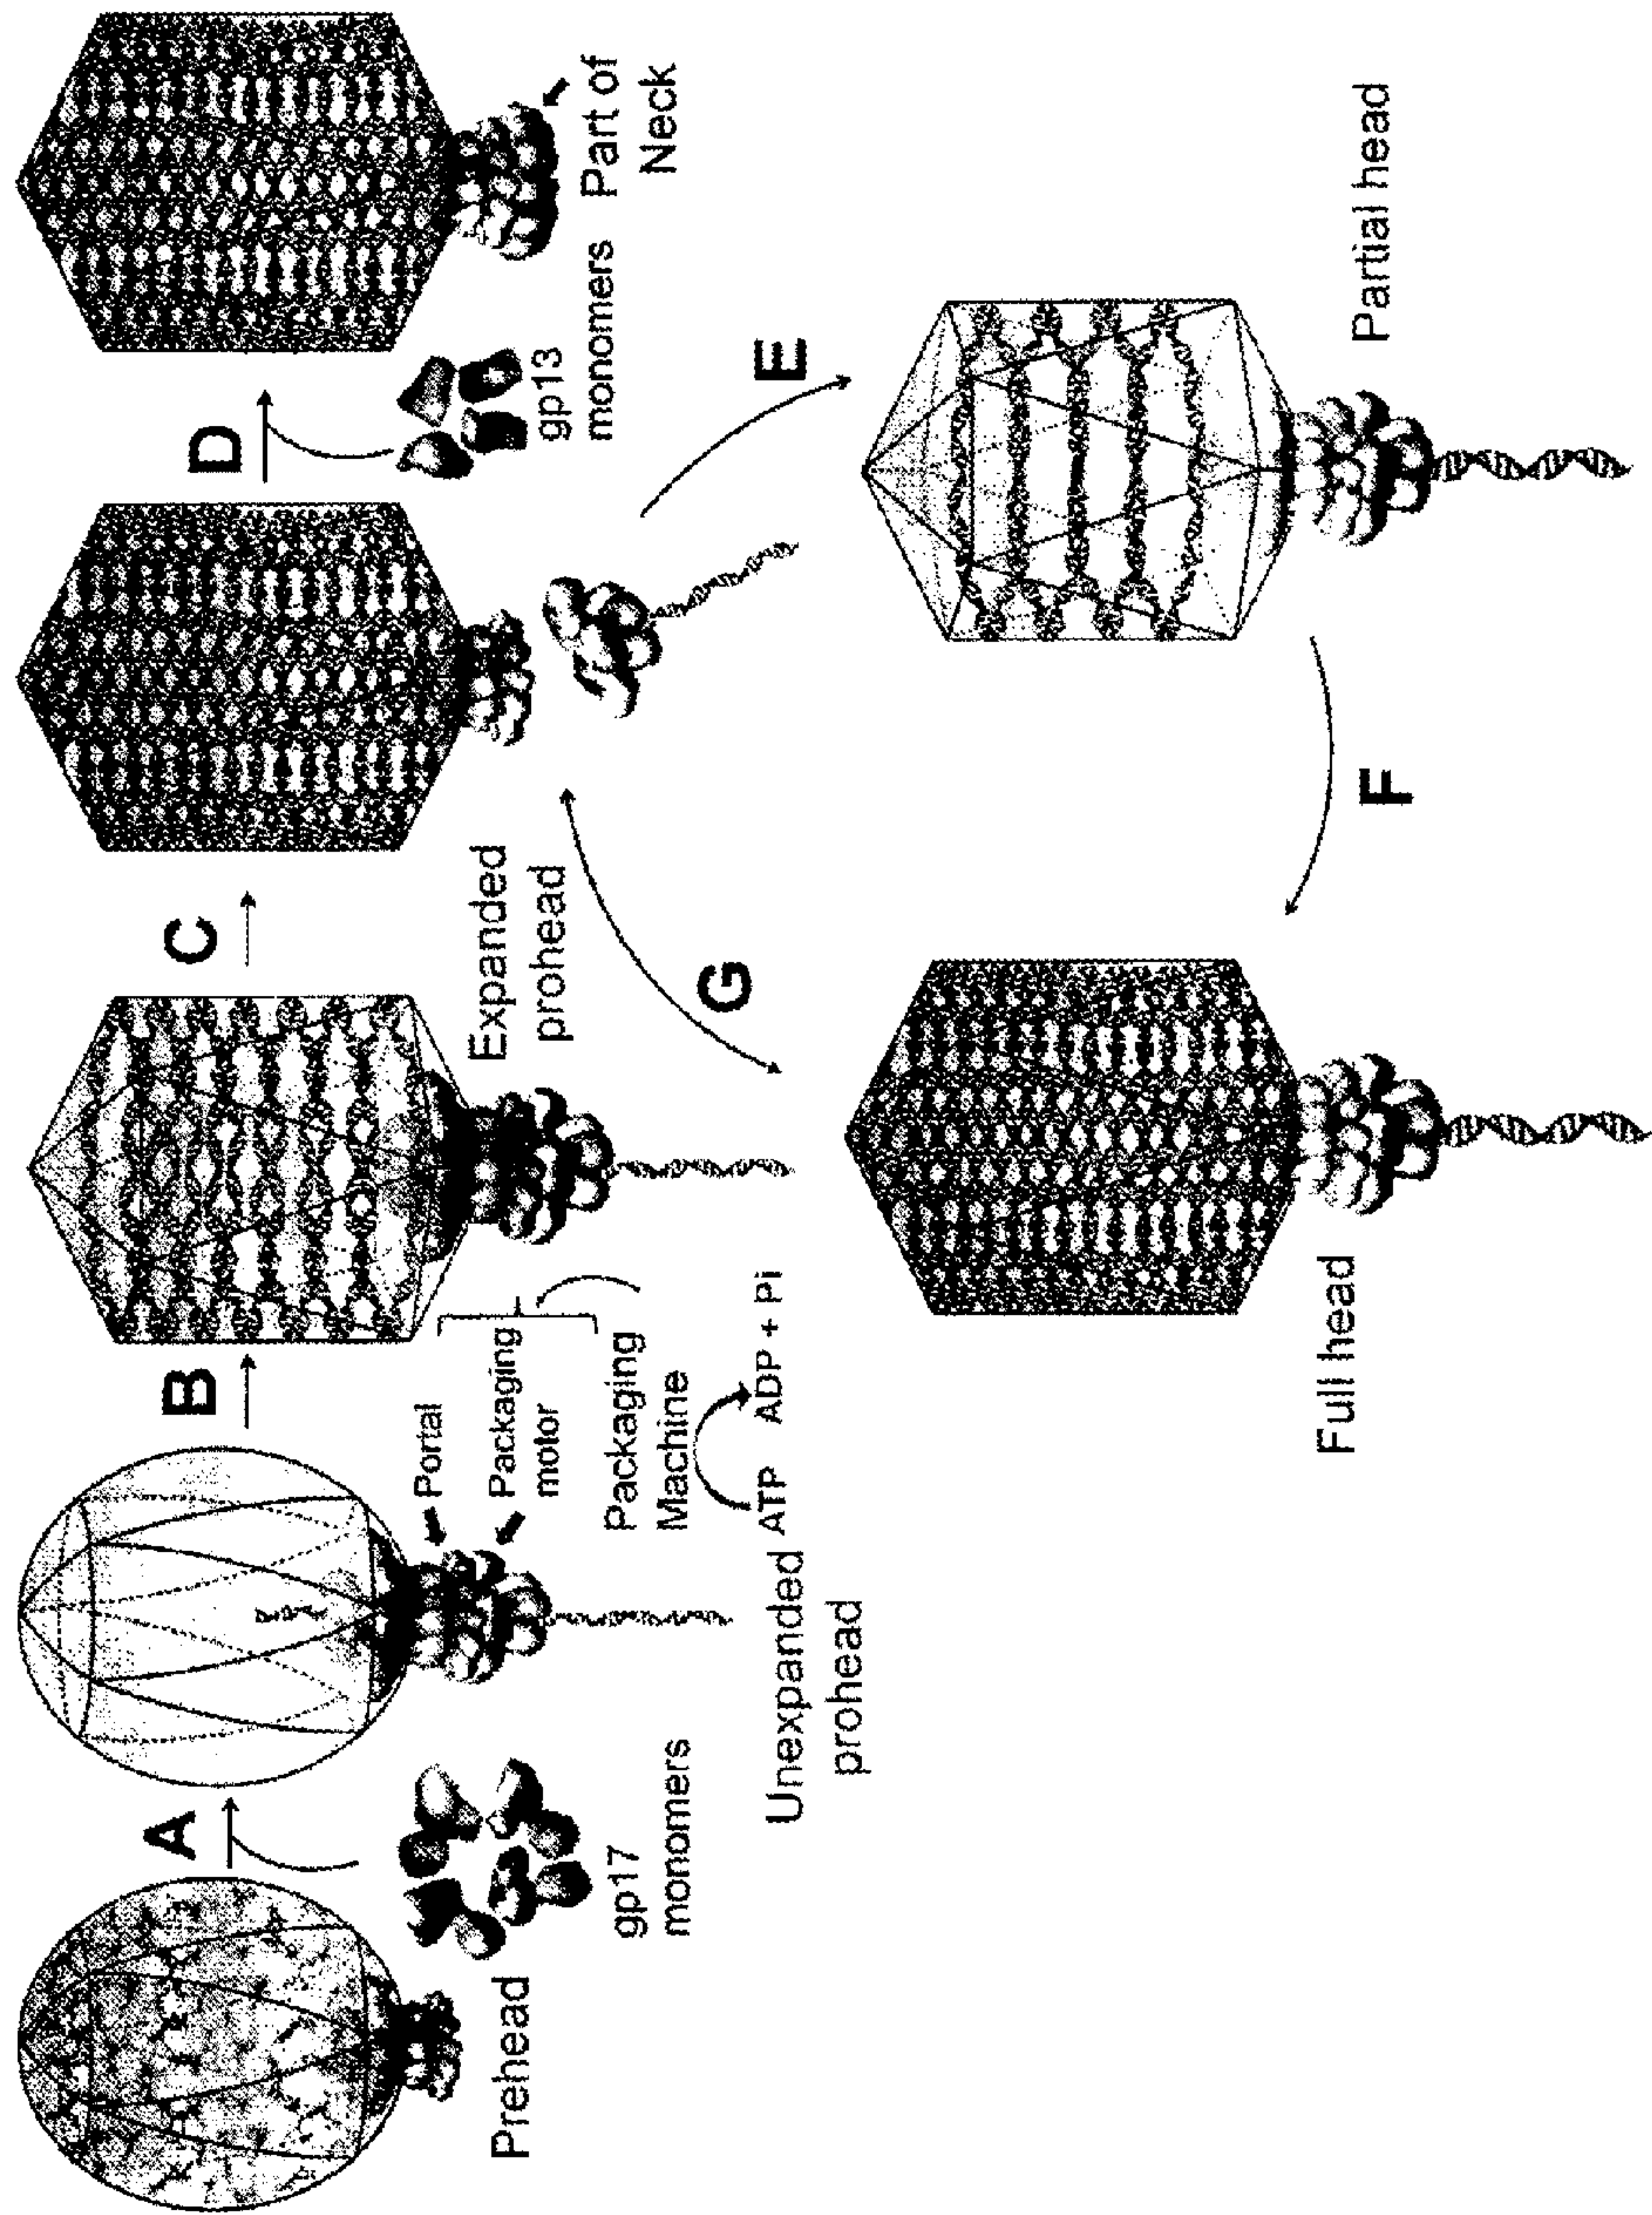 A
B
C
D
Prehead
gp17
monomers
Unexpanded
prohead
Portal
Packaging
motor
Packaging
Machine
ATP ADP + Pi
Expanded
prohead
gp13
monomers
Part of
Neck
G
E
F
Full head
Partial head